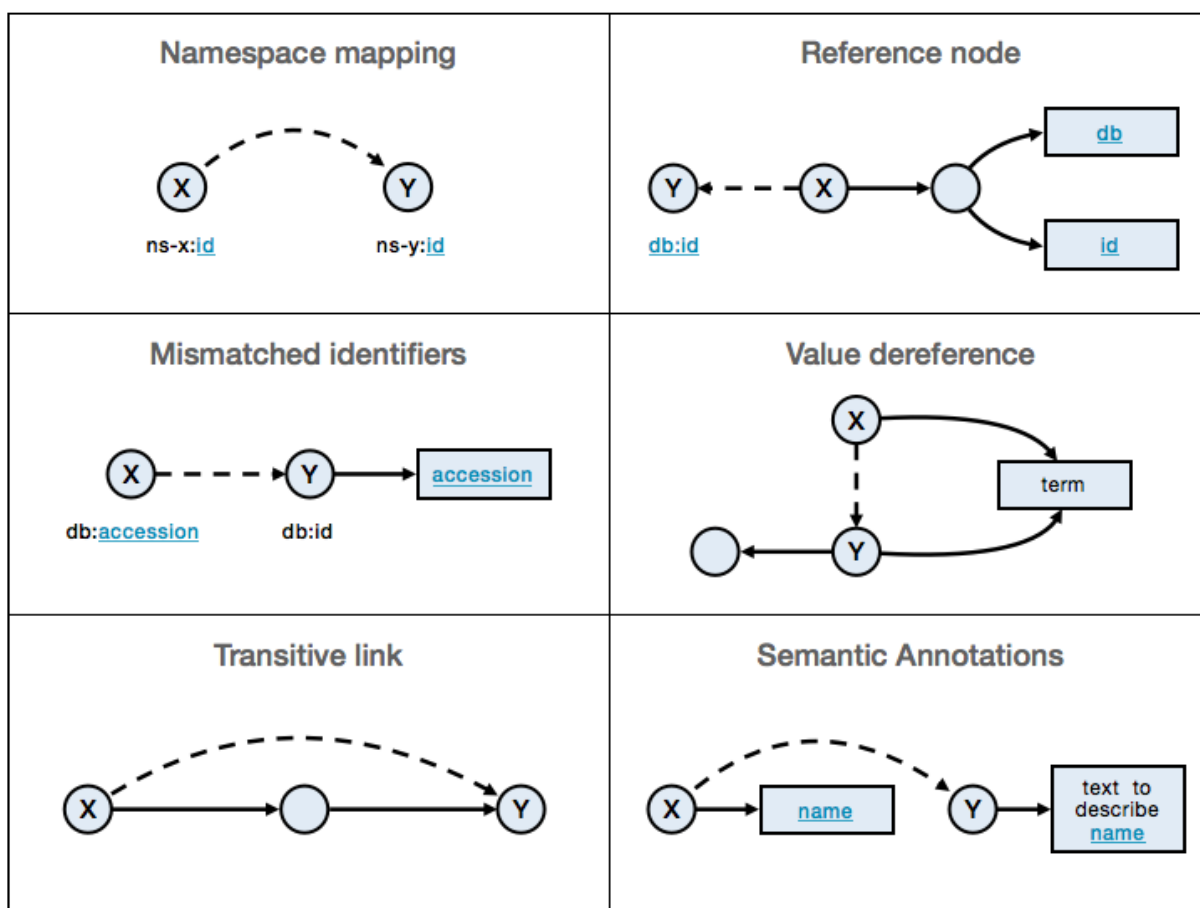 Namespace mapping
X
Y
ns-x:id
ns-y:id
Reference node
db
Y
X
db:id
id
Mismatched identifiers
X
Y
accession
db:accession
db:id
Value dereference
X
term
Y
Transitive link
X
Y
Semantic Annotations
X
name
Y
text to
describe
name